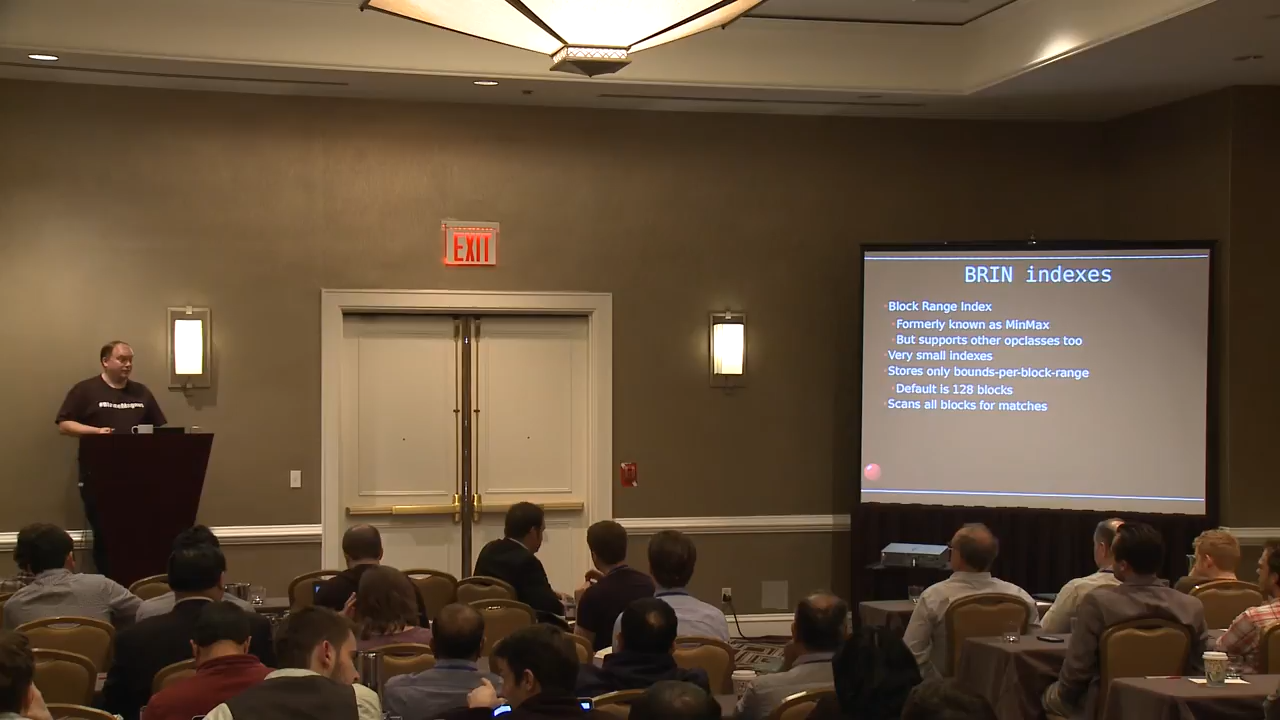 EXIT
BRIN indexes
Block Range Index
Formerly known as MinMax
But supports other opclasses too
Very small indexes
Stores only bounds-per-block-range
Default is 128 blocks
Scans all blocks for matches